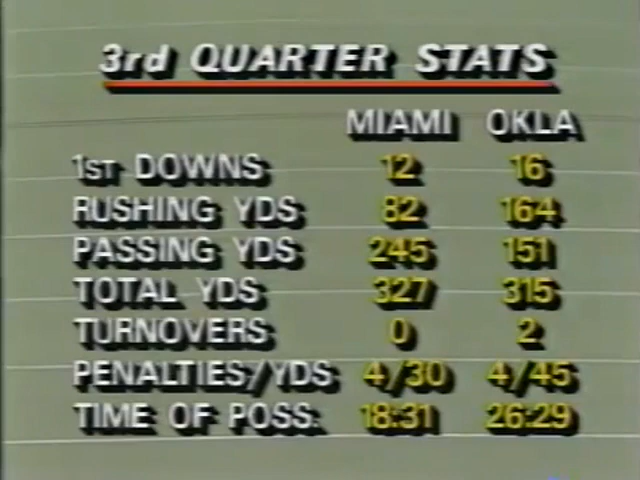 3rd QUARTER STATS
MIAMI OKLA
1ST DOWNS 12 16
RUSHING YDS 82 164
PASSING YDS 245 151
TOTAL YDS 327 315
TURNOVERS 0 2
PENALTIES/YDS 4/30 4/45
TIME OF POSS. 18:31 26:29